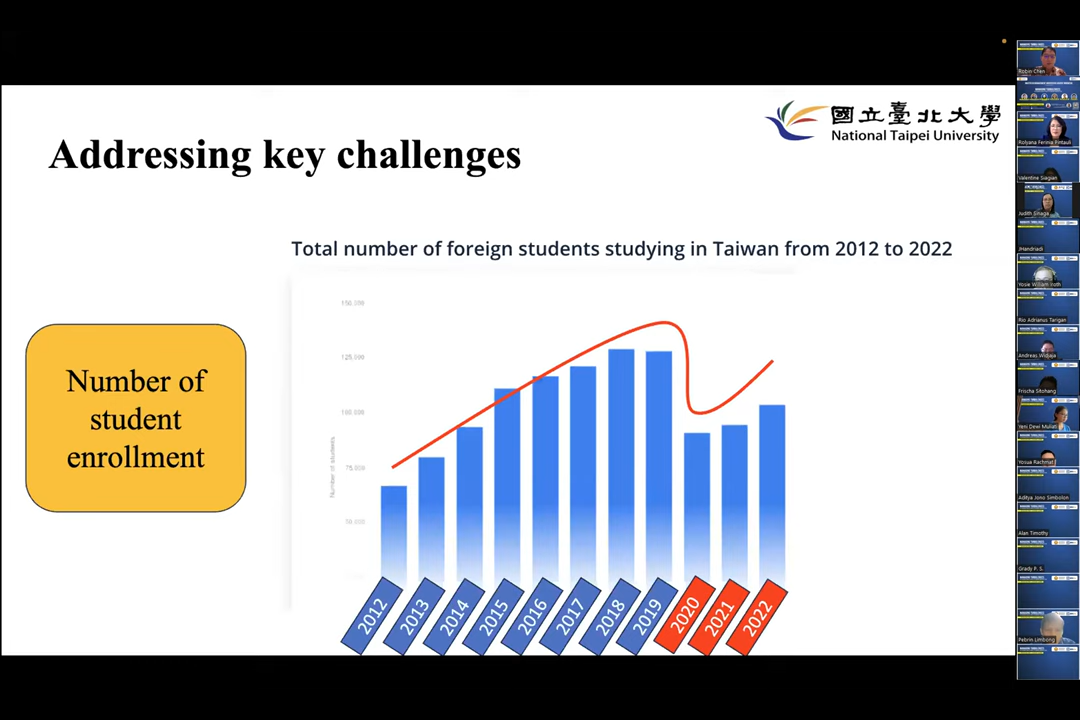 國立臺北大學
National Taipei University
Addressing key challenges
Total number of foreign students studying in Taiwan from 2012 to 2022
Number of
student
enrollment
150,000
125,000
100,000
75,000
Number of students
2012
2013
2014
2015
2016
2017
2018
2019
2020
2021
2022
Robin Chen
Rolyana Ferinia Pintauli
Valentine Siagian
Judith Sinaga
JHandriadi
Yosie William Iroth
Rio Adrianus Tarigan
Andreas Widjaja
Frischa Sitohang
Yeni Dewi Muliati
Yosua Rachmat
Aditya Jono Simbolon
Alan Timothy
Grady P. S.
Pebrin Limbong